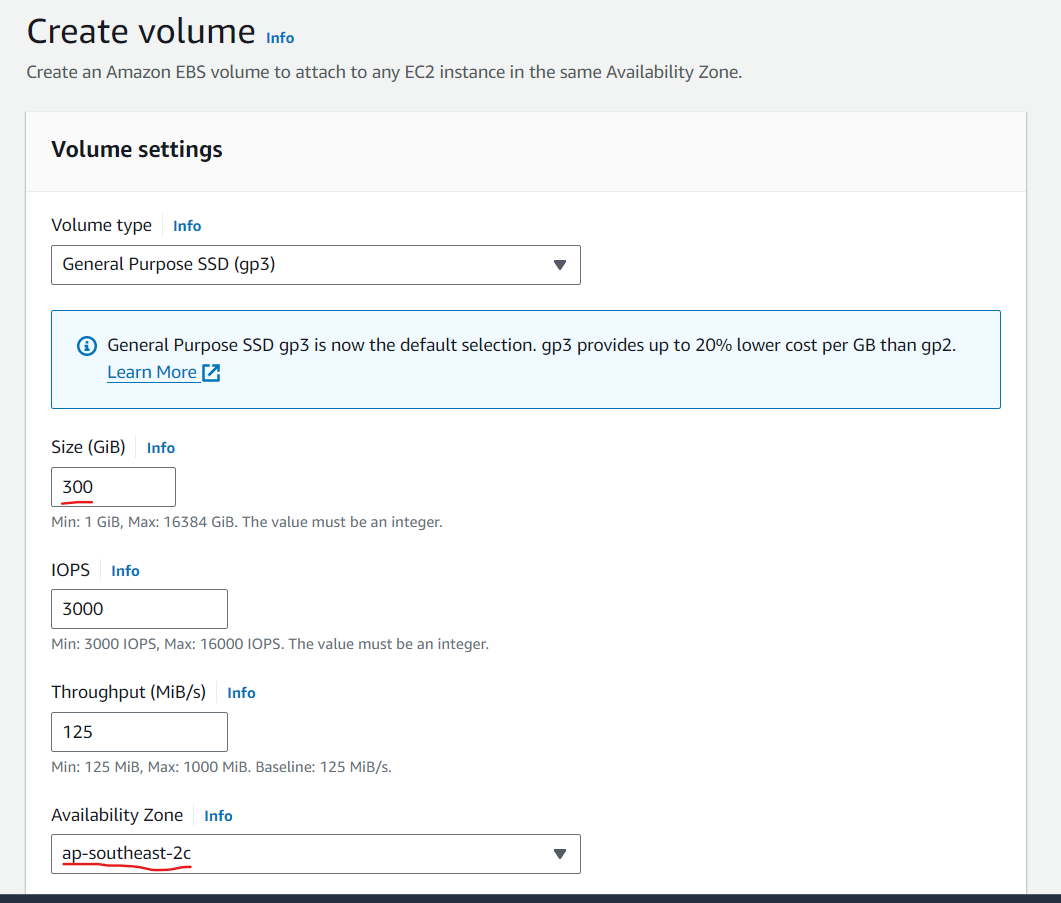 Create volume Info
Create an Amazon EBS volume to attach to any EC2 instance in the same Availability Zone.
Volume settings
Volume type Info
General Purpose SSD (gp3)
General Purpose SSD gp3 is now the default selection. gp3 provides up to 20% lower cost per GB than gp2.
Learn More
Size (GiB) Info
300
Min: 1 GiB, Max: 16384 GiB. The value must be an integer.
IOPS Info
3000
Min: 3000 IOPS, Max: 16000 IOPS. The value must be an integer.
Throughput (MiB/s) Info
125
Min: 125 MiB, Max: 1000 MiB. Baseline: 125 MiB/s.
Availability Zone Info
ap-southeast-2c